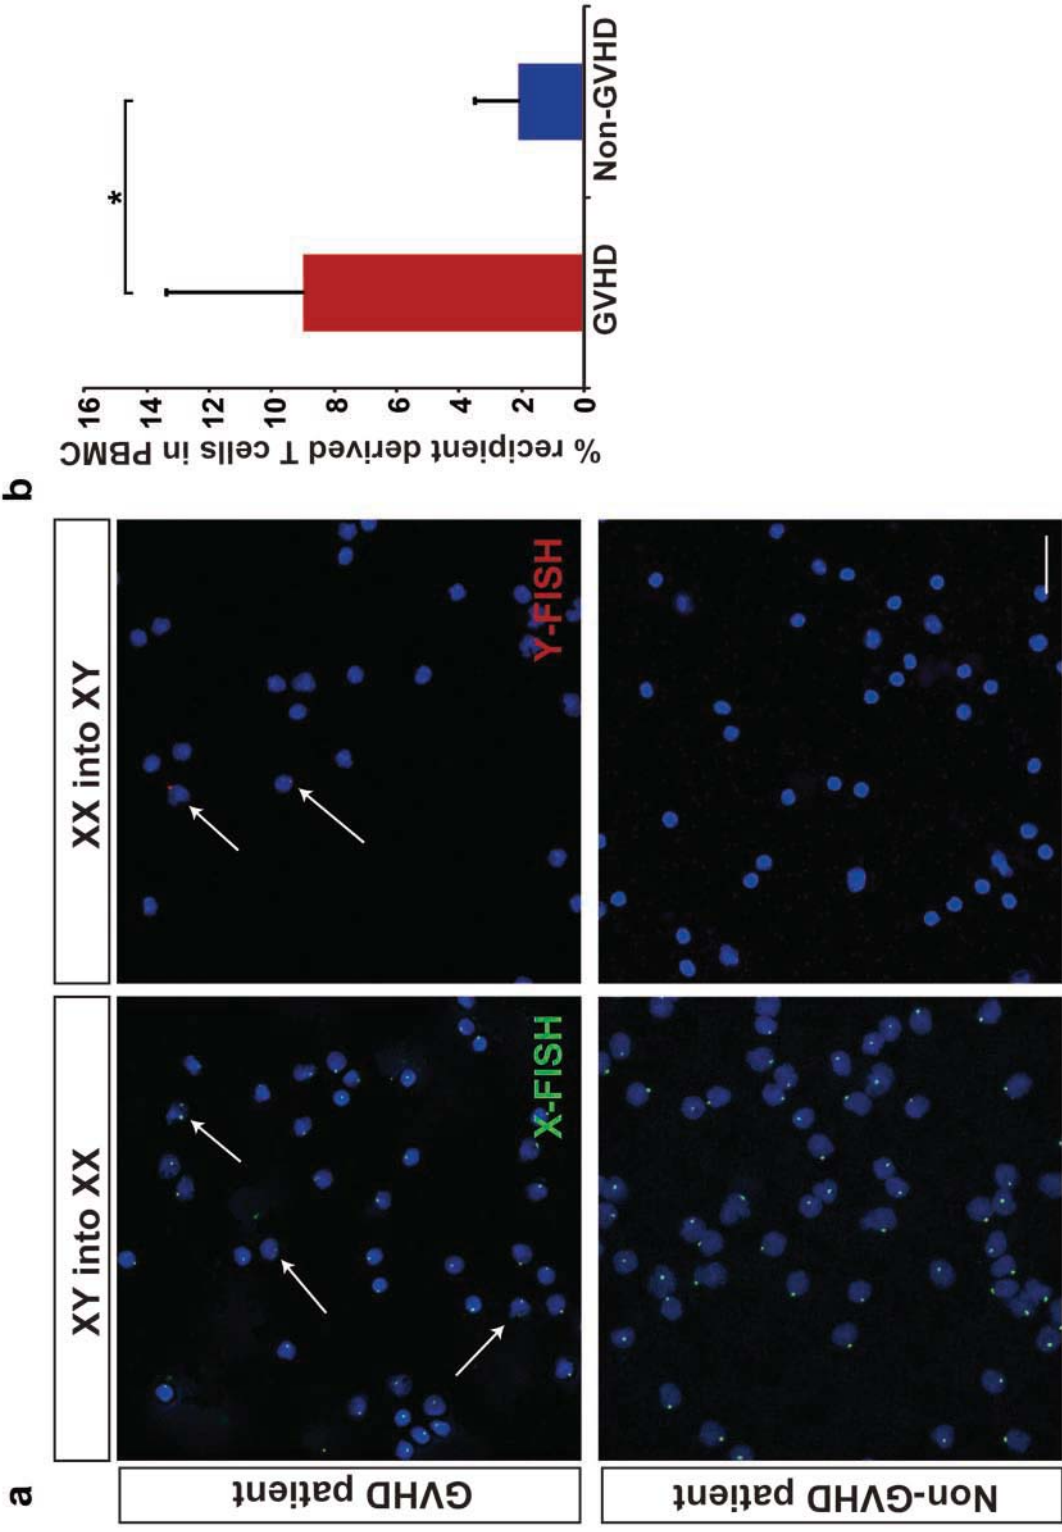 a
XY into XX
XX into XY
GVHD patient
X-FISH
Y-FISH
Non-GVHD patient
b
% recipient derived T cells in PBMC
16
14
12
10
8
6
4
2
0
*
GVHD
Non-GVHD